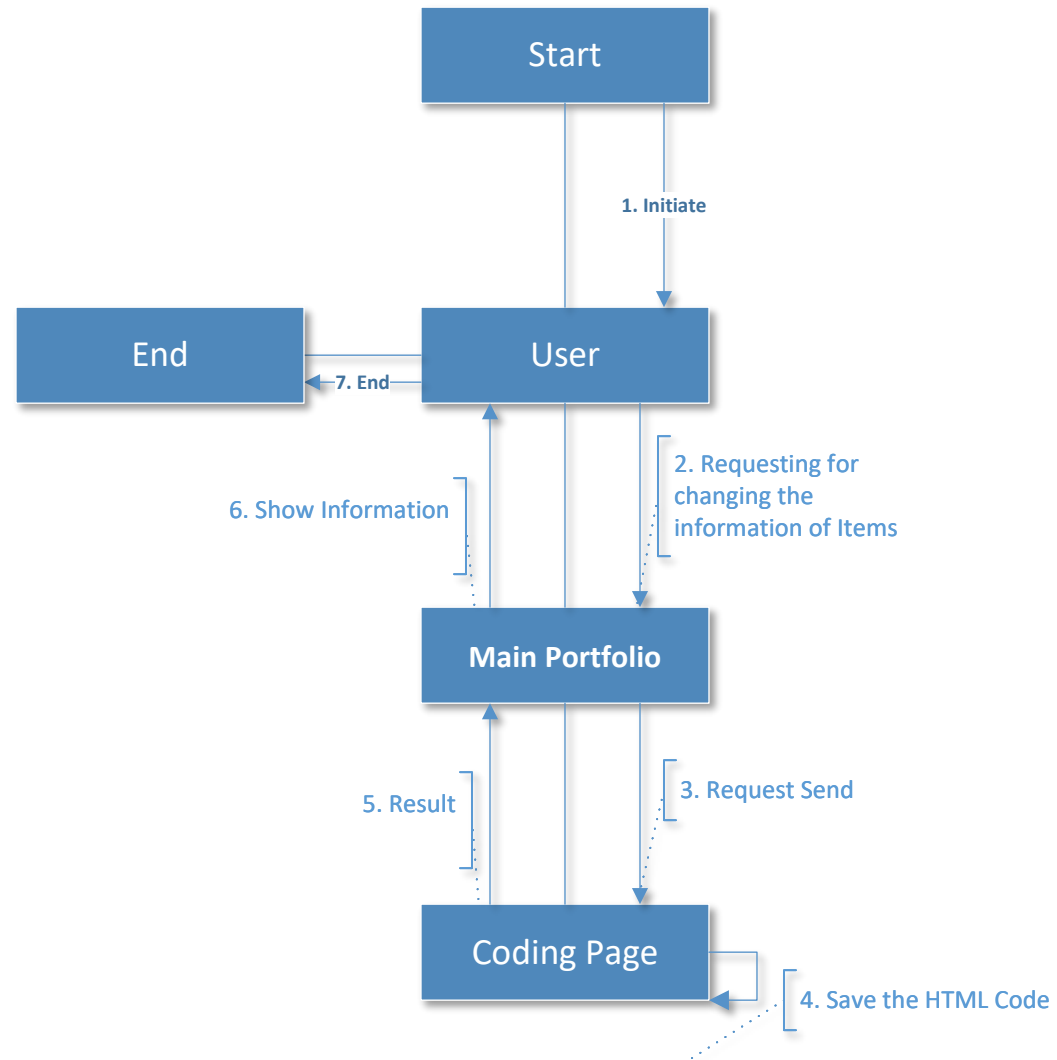 Start
1. Initiate
End
User
7. End
2. Requesting for
changing the
information of Items
6. Show Information
Main Portfolio
3. Request Send
5. Result
Coding Page
4. Save the HTML Code